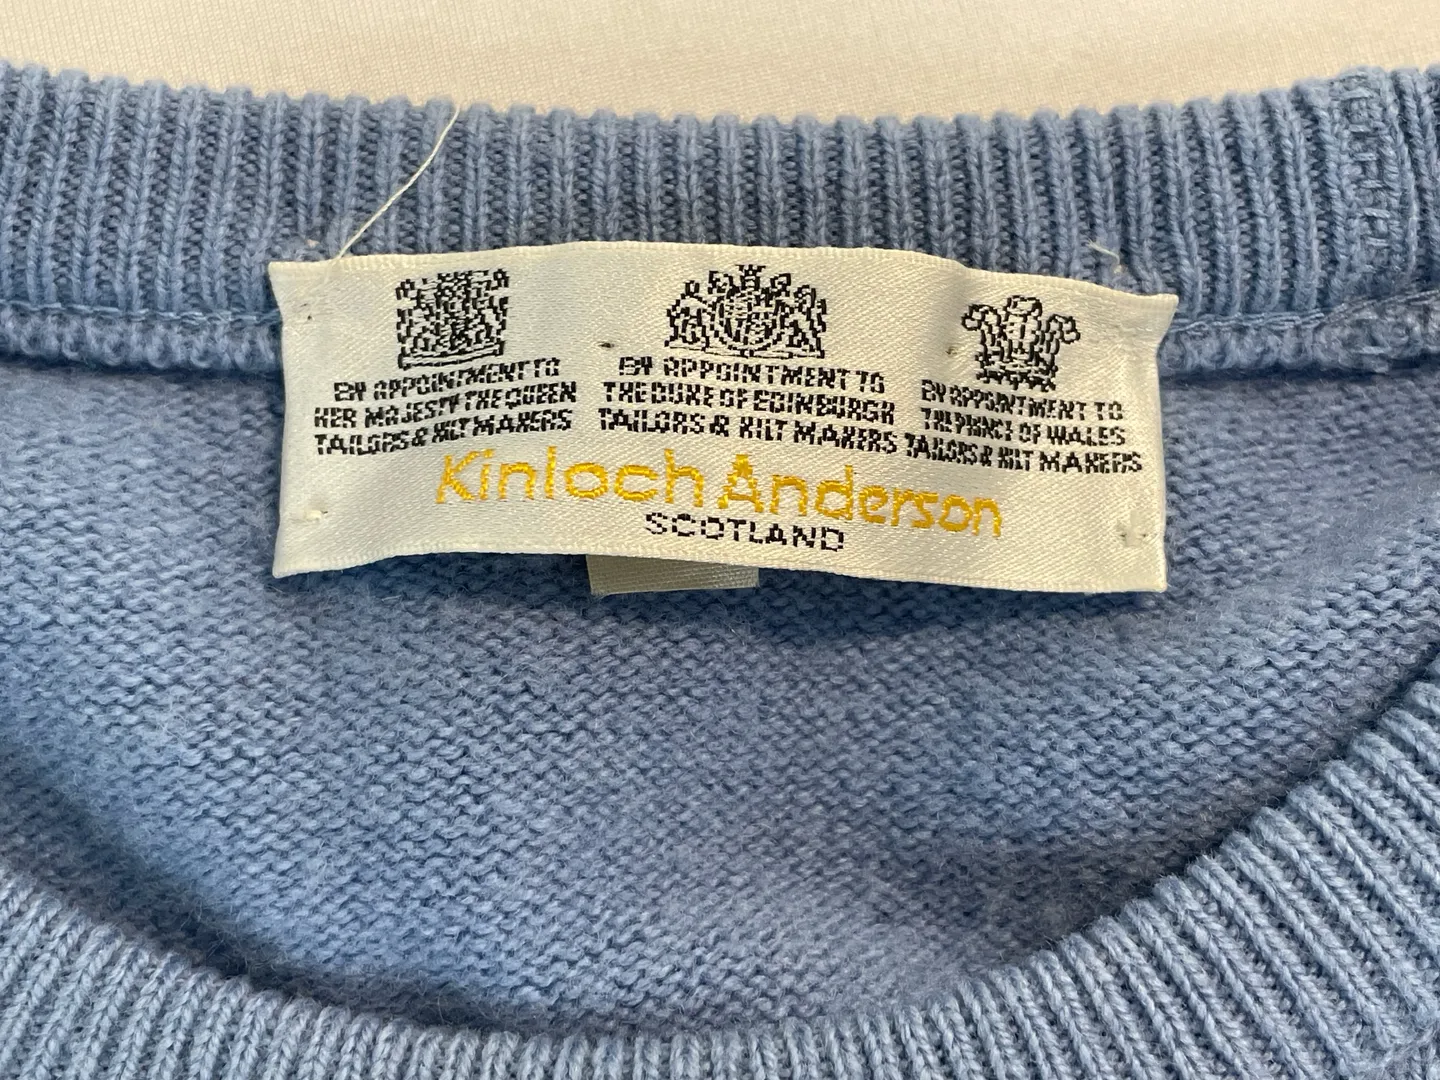 BY APPOINTMENT TO
HER MAJESTY THE QUEEN
TAILORS & KILT MAKERS
BY APPOINTMENT TO
THE DUKE OF EDINBURGH
TAILORS & KILT MAKERS
BY APPOINTMENT TO
THE PRINCE OF WALES
TAILORS & KILT MAKERS
Kinloch Anderson
SCOTLAND